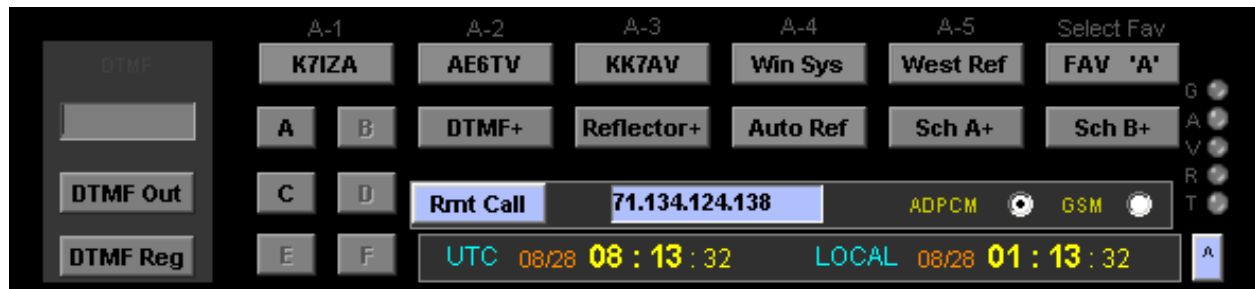 A-1 A-2 A-3 A-4 A-5 Select Fav
DTMF K7IZA AE6TV KK7AV Win Sys West Ref FAV 'A'
G
A B DTMF+ Reflector+ Auto Ref Sch A+ Sch B+ A
V
DTMF Out C D Rmt Call 71.134.124.138 ADPCM GSM R
T
DTMF Reg E F UTC 08/28 08 : 13 : 32 LOCAL 08/28 01 : 13 : 32 A